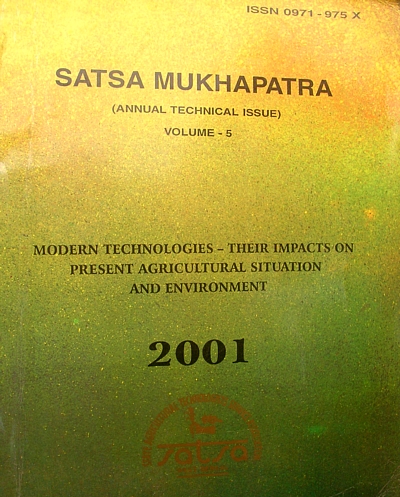 ISSN 0971 - 975 X
SATSA MUKHAPATRA
(ANNUAL TECHNICAL ISSUE)
VOLUME - 5
MODERN TECHNOLOGIES – THEIR IMPACTS ON
PRESENT AGRICULTURAL SITUATION
AND ENVIRONMENT
2001